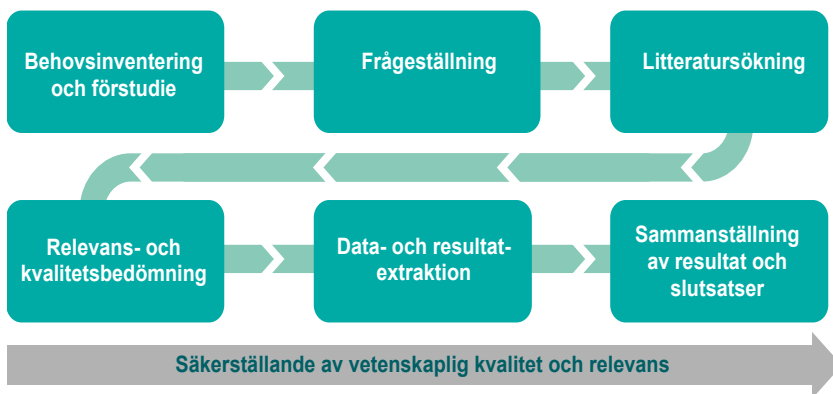 Behovsinventering
och förstudie
Frågeställning
Litteratursökning
Relevans- och
kvalitetsbedömning
Data- och resultat-
extraktion
Sammanställning
av resultat och
slutsatser
Säkerställande av vetenskaplig kvalitet och relevans